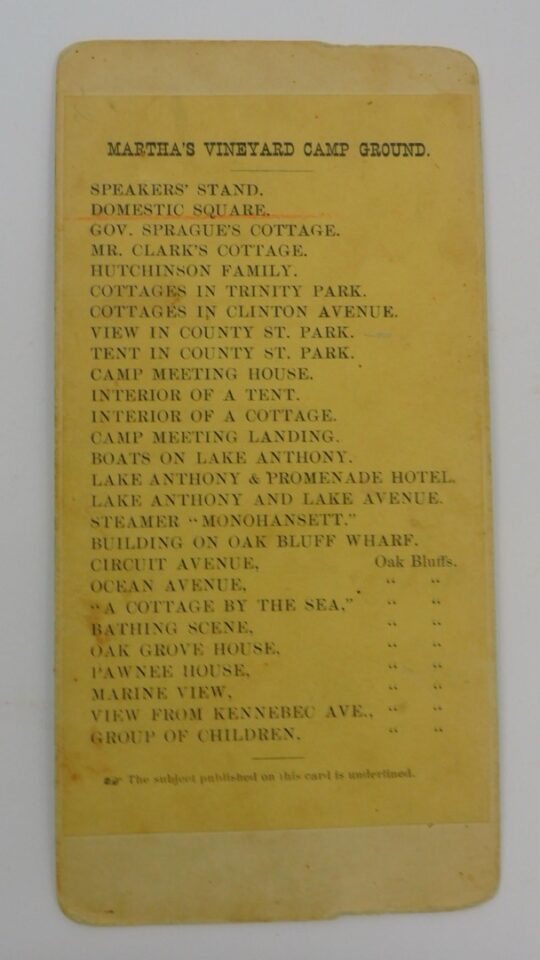 MARTHA'S VINEYARD CAMP GROUND.
SPEAKERS' STAND.
DOMESTIC SQUARE.
GOV. SPRAGUE'S COTTAGE.
MR. CLARK'S COTTAGE.
HUTCHINSON FAMILY.
COTTAGES IN TRINITY PARK.
COTTAGES IN CLINTON AVENUE.
VIEW IN COUNTY ST. PARK.
TENT IN COUNTY ST. PARK.
CAMP MEETING HOUSE.
INTERIOR OF A TENT.
INTERIOR OF A COTTAGE.
CAMP MEETING LANDING.
BOATS ON LAKE ANTHONY.
LAKE ANTHONY & PROMENADE HOTEL.
LAKE ANTHONY AND LAKE AVENUE.
STEAMER "MONOHANSETT."
BUILDING ON OAK BLUFF WHARF.
CIRCUIT AVENUE, Oak Bluffs.
OCEAN AVENUE, " "
"A COTTAGE BY THE SEA," " "
BATHING SCENE, " "
OAK GROVE HOUSE, " "
PAWNEE HOUSE, " "
MARINE VIEW, " "
VIEW FROM KENNEBEC AVE., " "
GROUP OF CHILDREN. " "
☞ The subject published on this card is underlined.